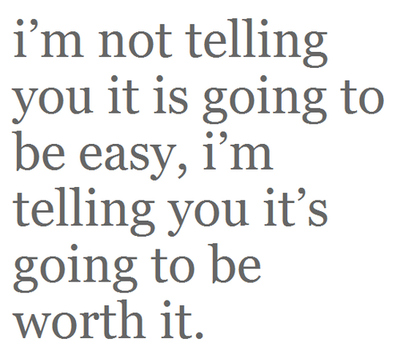 i’m not telling
you it is going to
be easy, i’m
telling you it’s
going to be
worth it.